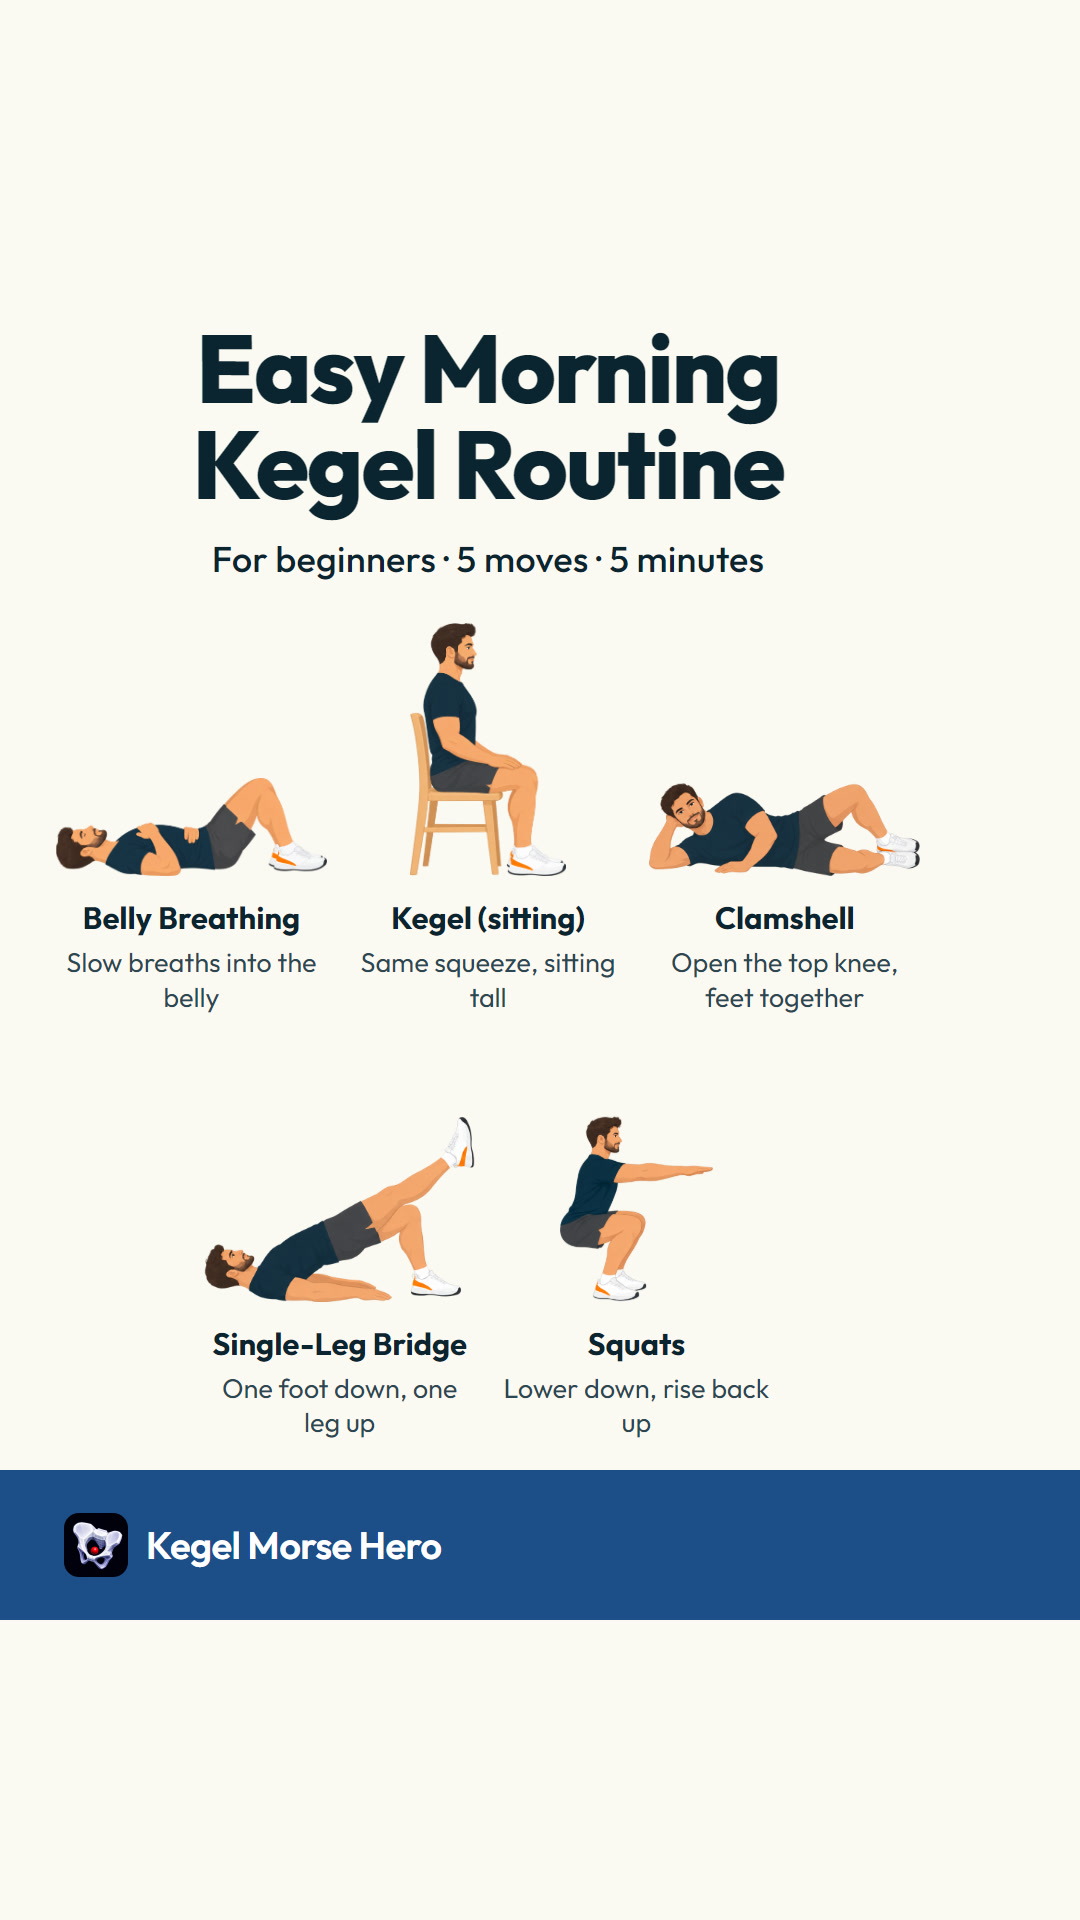 Easy Morning
Kegel Routine
For beginners · 5 moves · 5 minutes
Belly Breathing
Slow breaths into the
belly
Kegel (sitting)
Same squeeze, sitting
tall
Clamshell
Open the top knee,
feet together
Single-Leg Bridge
One foot down, one
leg up
Squats
Lower down, rise back
up
Kegel Morse Hero